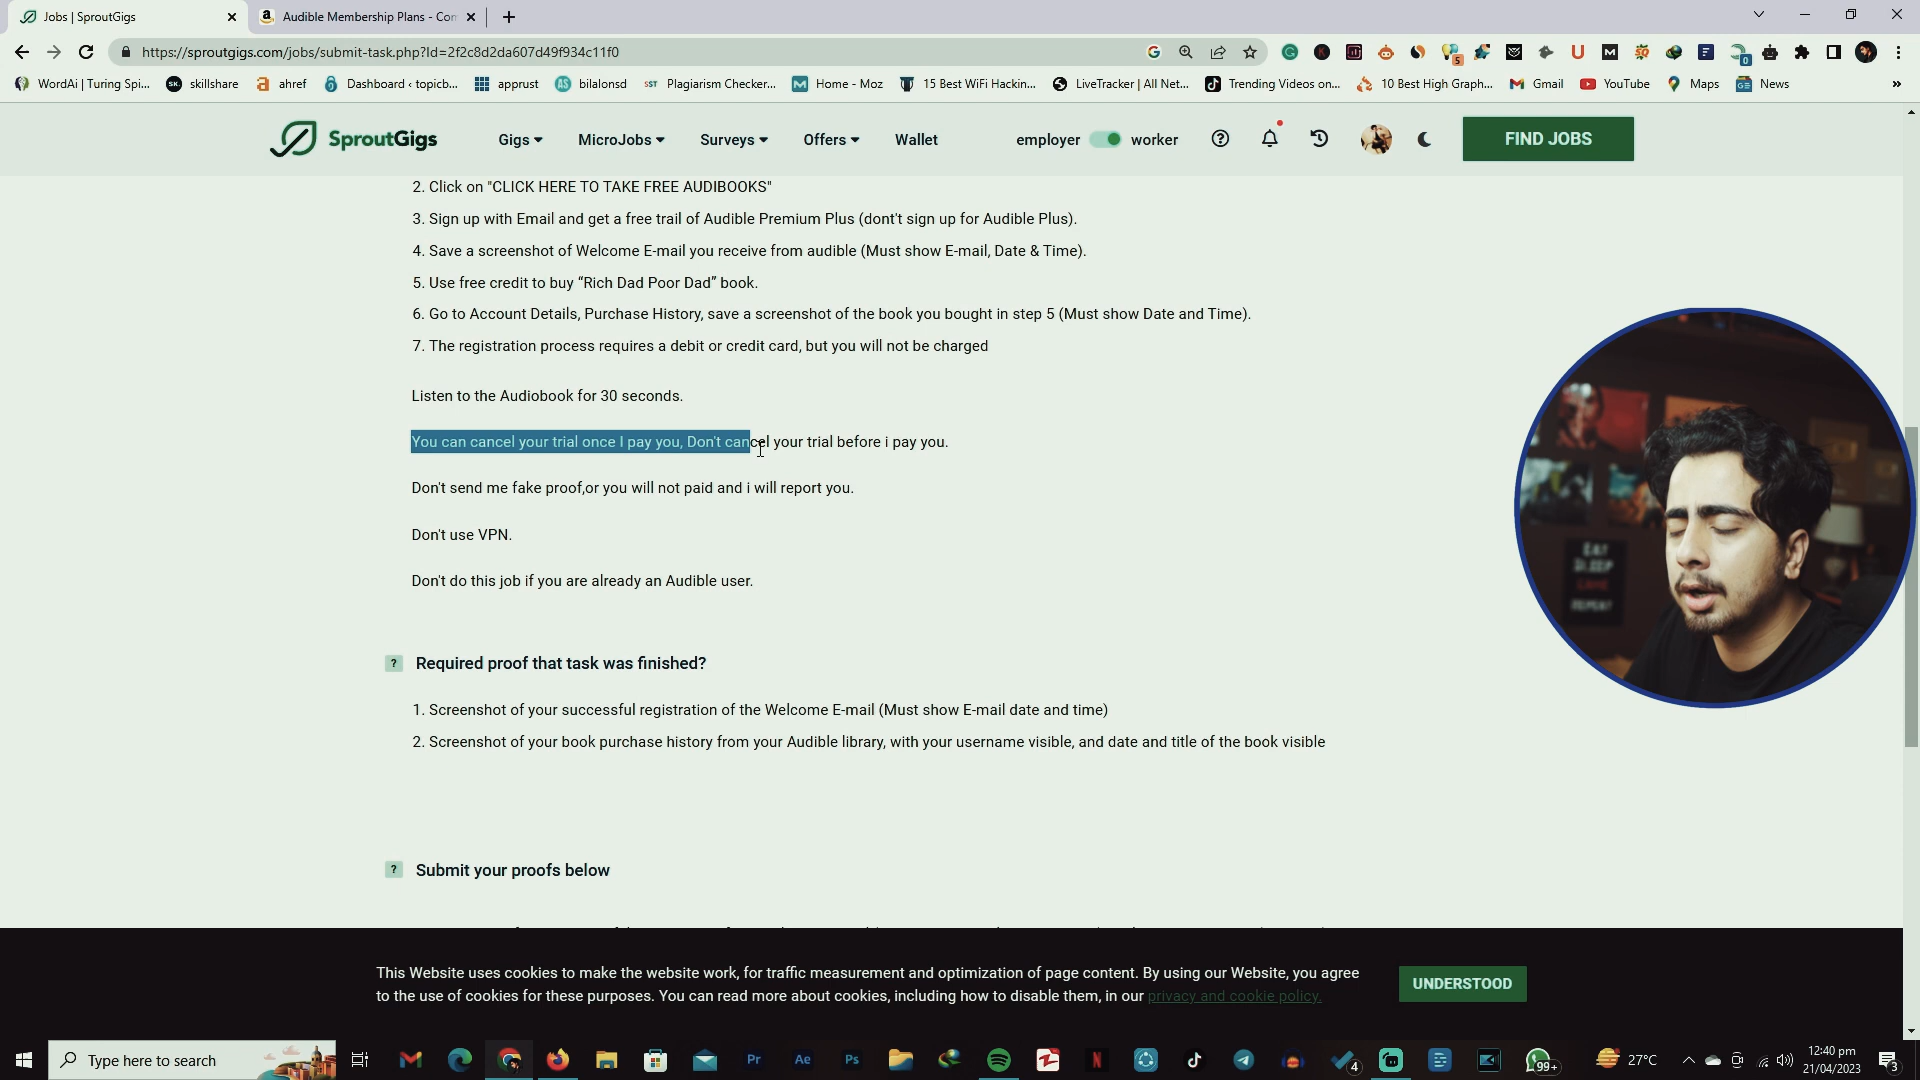 Jobs | SproutGigs
Audible Membership Plans - Con
https://sproutgigs.com/jobs/submit-task.php?Id=2f2c8d2da607d49f934c11f0
WordAi | Turing Spi...
skillshare
ahref
Dashboard ‹ topicb...
apprust
bilalonsd
Plagiarism Checker...
Home - Moz
15 Best WiFi Hackin...
LiveTracker | All Net...
Trending Videos on...
10 Best High Graph...
Gmail
YouTube
Maps
News
SproutGigs
Gigs
MicroJobs
Surveys
Offers
Wallet
employer
worker
FIND JOBS
2. Click on "CLICK HERE TO TAKE FREE AUDIBOOKS"
3. Sign up with Email and get a free trail of Audible Premium Plus (dont't sign up for Audible Plus).
4. Save a screenshot of Welcome E-mail you receive from audible (Must show E-mail, Date & Time).
5. Use free credit to buy “Rich Dad Poor Dad” book.
6. Go to Account Details, Purchase History, save a screenshot of the book you bought in step 5 (Must show Date and Time).
7. The registration process requires a debit or credit card, but you will not be charged
Listen to the Audiobook for 30 seconds.
You can cancel your trial once I pay you, Don't cancel your trial before i pay you.
Don't send me fake proof,or you will not paid and i will report you.
Don't use VPN.
Don't do this job if you are already an Audible user.
? Required proof that task was finished?
1. Screenshot of your successful registration of the Welcome E-mail (Must show E-mail date and time)
2. Screenshot of your book purchase history from your Audible library, with your username visible, and date and title of the book visible
? Submit your proofs below
EAT
SLEEP
GAME
REPEAT
This Website uses cookies to make the website work, for traffic measurement and optimization of page content. By using our Website, you agree
to the use of cookies for these purposes. You can read more about cookies, including how to disable them, in our privacy and cookie policy.
UNDERSTOOD
Type here to search
Pr
Ae
Ps
4
99+
27°C
12:40 pm
21/04/2023
3